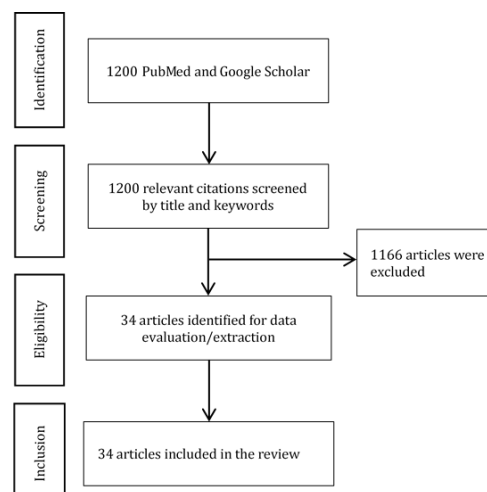 Identification
1200 PubMed and Google Scholar
Screening
1200 relevant citations screened
by title and keywords
1166 articles were
excluded
Eligibility
34 articles identified for data
evaluation/extraction
Inclusion
34 articles included in the review